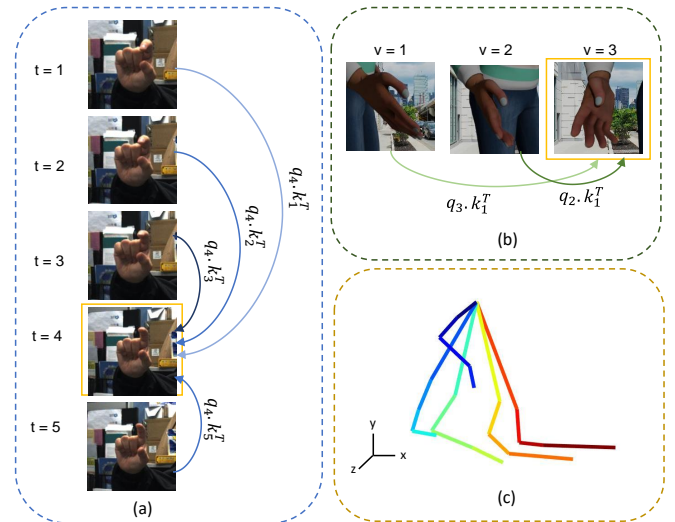 t = 1
t = 2
t = 3
t = 4
t = 5
q₄. k₁ᵀ
q₄. k₂ᵀ
q₄. k₃ᵀ
q₄. k₅ᵀ
(a)
v = 1
v = 2
v = 3
q₃. k₁ᵀ
q₂. k₁ᵀ
(b)
y
x
z
(c)